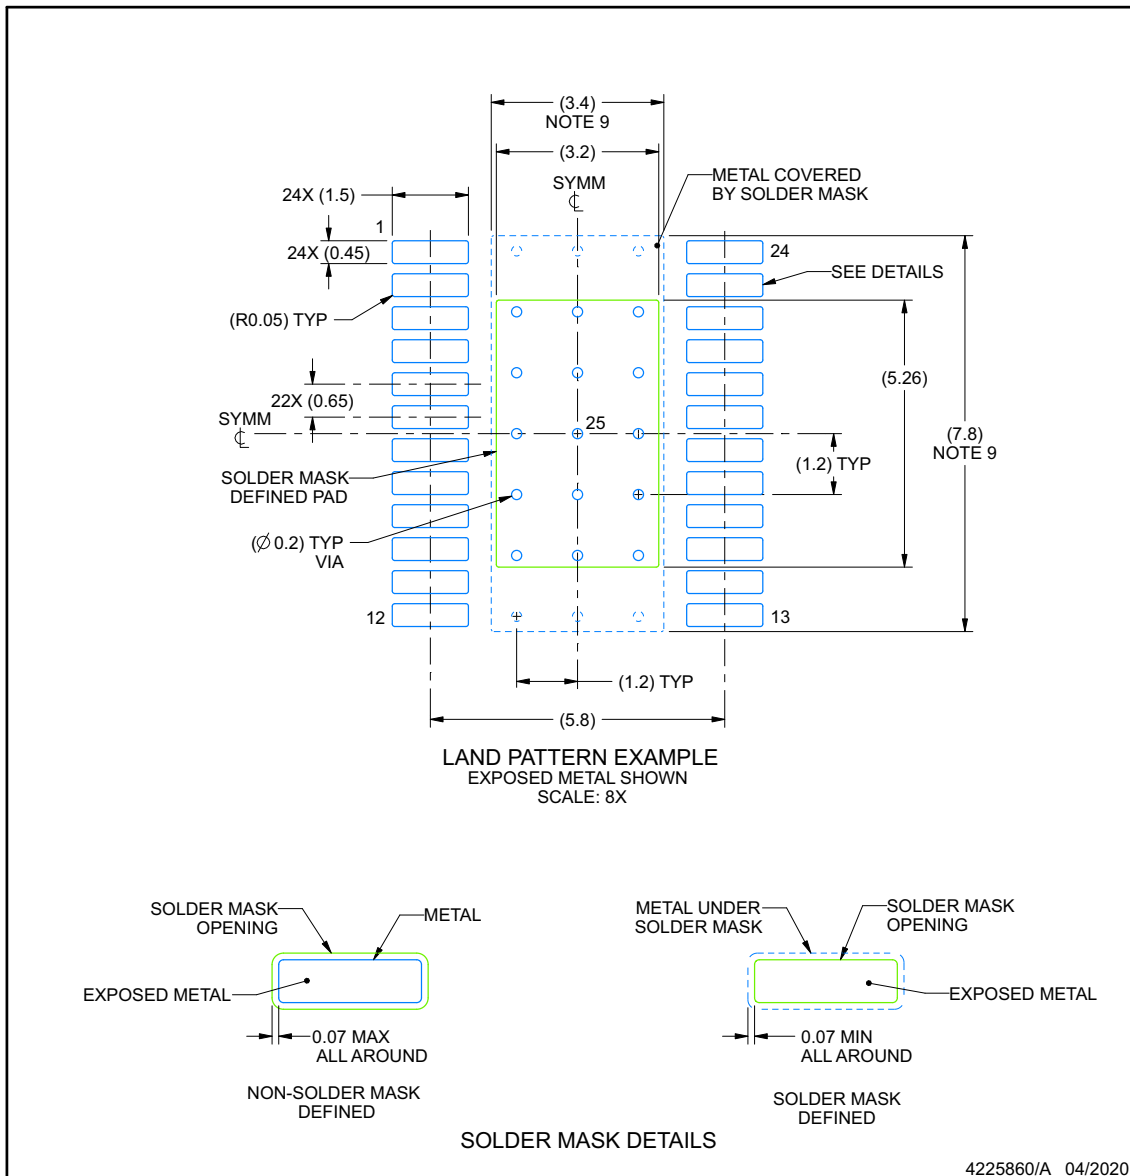 (3.4)
NOTE 9
(3.2)
SYMM
℄
METAL COVERED
BY SOLDER MASK
24X (1.5)
1
24X (0.45)
24
SEE DETAILS
(R0.05) TYP
(5.26)
22X (0.65)
SYMM
℄
25
(7.8)
NOTE 9
(1.2) TYP
SOLDER MASK
DEFINED PAD
(∅ 0.2) TYP
VIA
12
13
(1.2) TYP
(5.8)
LAND PATTERN EXAMPLE
EXPOSED METAL SHOWN
SCALE: 8X
SOLDER MASK
OPENING
METAL
EXPOSED METAL
0.07 MAX
ALL AROUND
NON-SOLDER MASK
DEFINED
METAL UNDER
SOLDER MASK
SOLDER MASK
OPENING
EXPOSED METAL
0.07 MIN
ALL AROUND
SOLDER MASK
DEFINED
SOLDER MASK DETAILS
4225860/A 04/2020